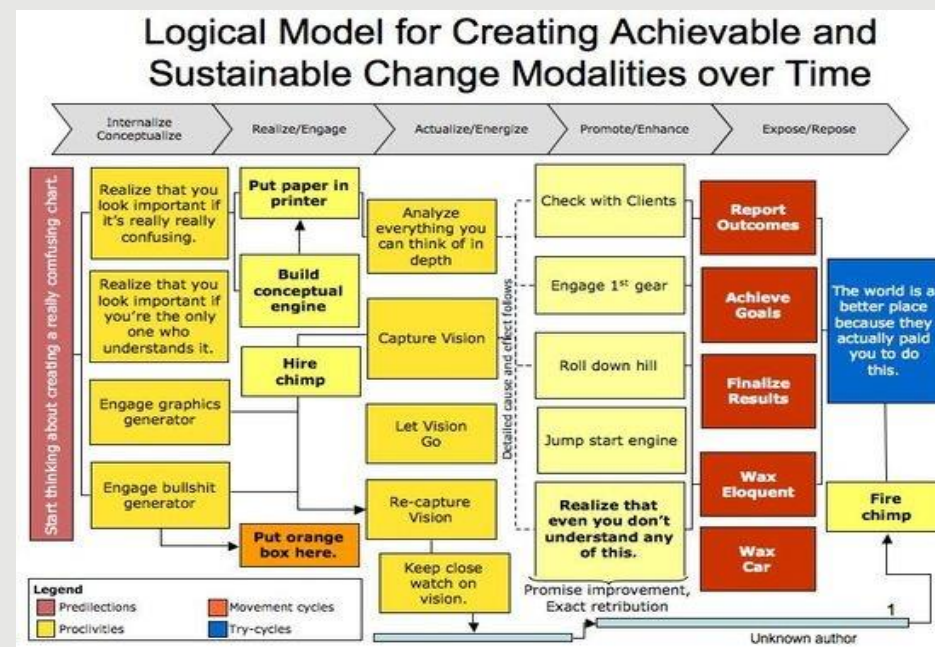 Logical Model for Creating Achievable and
Sustainable Change Modalities over Time
Internalize
Conceptualize
Realize/Engage
Actualize/Energize
Promote/Enhance
Expose/Repose
Start thinking about creating a really comfusing chart.
Realize that you
look important if
it's really really
confusing.
Realize that you
look important if
you're the only
one who
understands it.
Engage graphics
generator
Engage bullshit
generator
Put paper in
printer
Build
conceptual
engine
Hire
chimp
Put orange
box here.
Analyze
everything you
can think of in
depth
Capture Vision
Let Vision
Go
Re-capture
Vision
Keep close
watch on
vision.
Detailed cause and effect follows
Check with Clients
Engage 1st gear
Roll down hill
Jump start engine
Realize that
even you don't
understand any
of this.
Promise improvement,
Exact retribution
Report
Outcomes
Achieve
Goals
Finalize
Results
Wax
Eloquent
Wax
Car
The world is a
better place
because they
actually paid
you to do
this.
Fire
chimp
1
Legend
Predilections
Movement cycles
Proclivities
Try-cycles
Unknown author